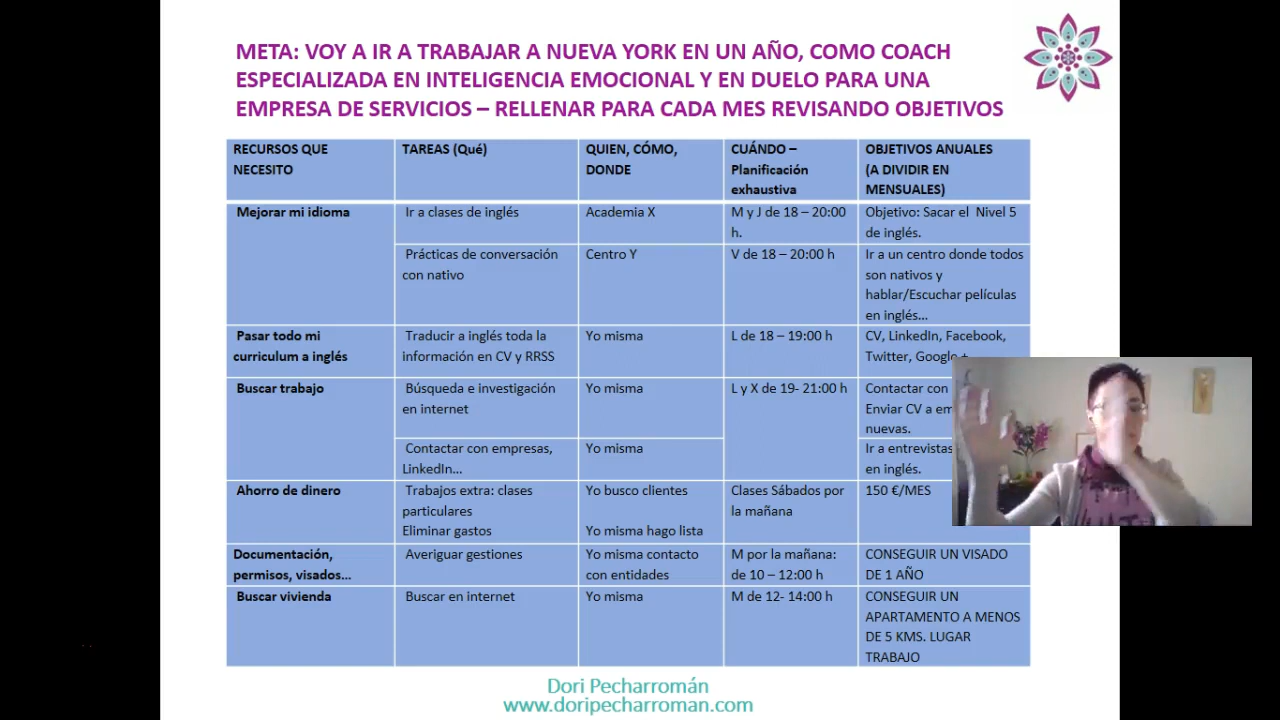 META: VOY A IR A TRABAJAR A NUEVA YORK EN UN AÑO, COMO COACH
ESPECIALIZADA EN INTELIGENCIA EMOCIONAL Y EN DUELO PARA UNA
EMPRESA DE SERVICIOS – RELLENAR PARA CADA MES REVISANDO OBJETIVOS
RECURSOS QUE
NECESITO
TAREAS (Qué)
QUIEN, CÓMO,
DONDE
CUÁNDO –
Planificación
exhaustiva
OBJETIVOS ANUALES
(A DIVIDIR EN
MENSUALES)
Mejorar mi idioma
Ir a clases de inglés
Academia X
M y J de 18 – 20:00
h.
Objetivo: Sacar el Nivel 5
de inglés.
Prácticas de conversación
con nativo
Centro Y
V de 18 – 20:00 h
Ir a un centro donde todos
son nativos y
hablar/Escuchar películas
en inglés...
Pasar todo mi
curriculum a inglés
Traducir a inglés toda la
información en CV y RRSS
Yo misma
L de 18 – 19:00 h
CV, LinkedIn, Facebook,
Twitter, Google +
Buscar trabajo
Búsqueda e investigación
en internet
Yo misma
L y X de 19- 21:00 h
Contactar con
Enviar CV a
nuevas.
Contactar con empresas,
LinkedIn...
Yo misma
Ir a entrevistas
en inglés.
Ahorro de dinero
Trabajos extra: clases
particulares
Eliminar gastos
Yo busco clientes
Yo misma hago lista
Clases Sábados por
la mañana
150 €/MES
Documentación,
permisos, visados...
Averiguar gestiones
Yo misma contacto
con entidades
M por la mañana:
de 10 – 12:00 h
CONSEGUIR UN VISADO
DE 1 AÑO
Buscar vivienda
Buscar en internet
Yo misma
M de 12- 14:00 h
CONSEGUIR UN
APARTAMENTO A MENOS
DE 5 KMS. LUGAR
TRABAJO
Dori Pecharromán
www.doripecharroman.com